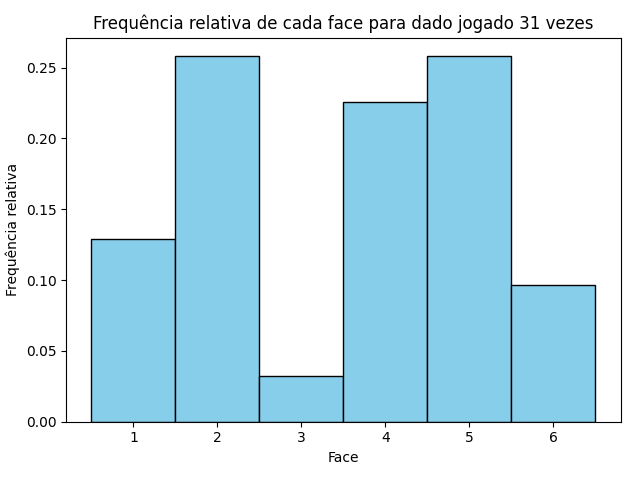 Frequência relativa de cada face para dado jogado 31 vezes
Frequência relativa
0.25
0.20
0.15
0.10
0.05
0.00
1 2 3 4 5 6
Face